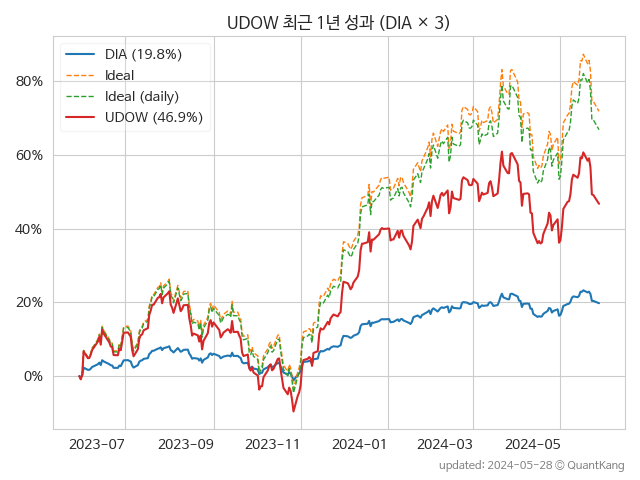 UDOW 최근 1년 성과 (DIA × 3)
DIA (19.8%)
Ideal
Ideal (daily)
UDOW (46.9%)
80%
60%
40%
20%
0%
2023−07 2023−09 2023−11 2024−01 2024−03 2024−05
updated: 2024-05-28 © QuantKang